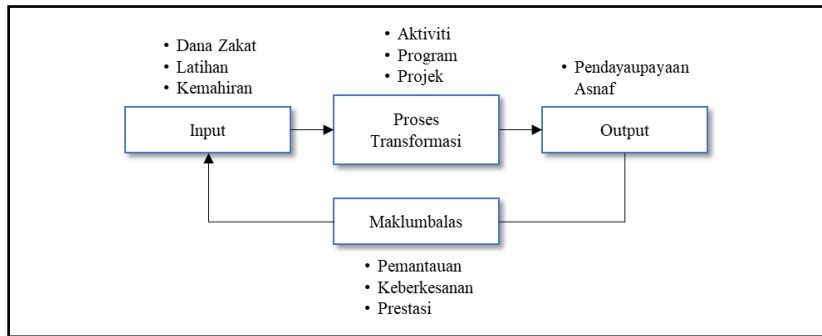 • Dana Zakat
• Latihan
• Kemahiran
Input
• Aktiviti
• Program
• Projek
Proses
Transformasi
• Pendayaupayaan
Asnaf
Output
Maklumbalas
• Pemantauan
• Keberkesanan
• Prestasi